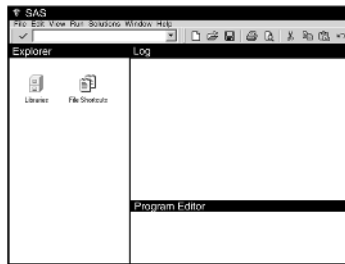 SAS
File Edit View Run Solutions Window Help
Explorer
Log
Libraries
File Shortcuts
Program Editor